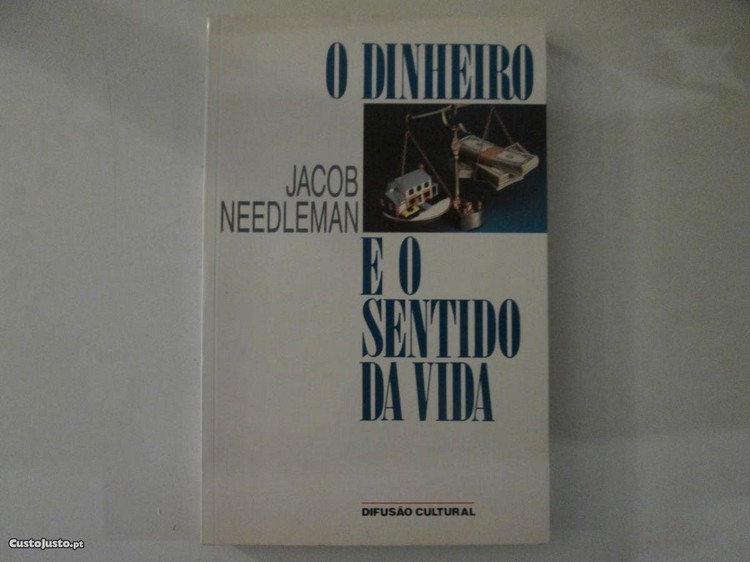 O DINHEIRO
JACOB
NEEDLEMAN
E O
SENTIDO
DA VIDA
DIFUSÃO CULTURAL
CustoJusto.pt